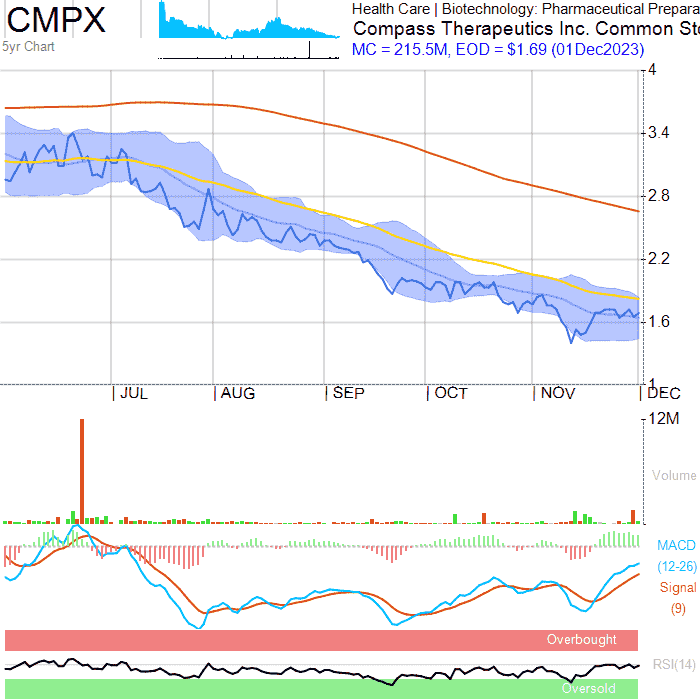 CMPX
5yr Chart
Health Care | Biotechnology: Pharmaceutical Prepara
Compass Therapeutics Inc. Common Sto
MC = 215.5M, EOD = $1.69 (01Dec2023)
4
3.4
2.8
2.2
1.6
1
JUL AUG SEP OCT NOV DEC
12M
Volume
MACD
(12-26)
Signal
(9)
Overbought
RSI(14)
Oversold